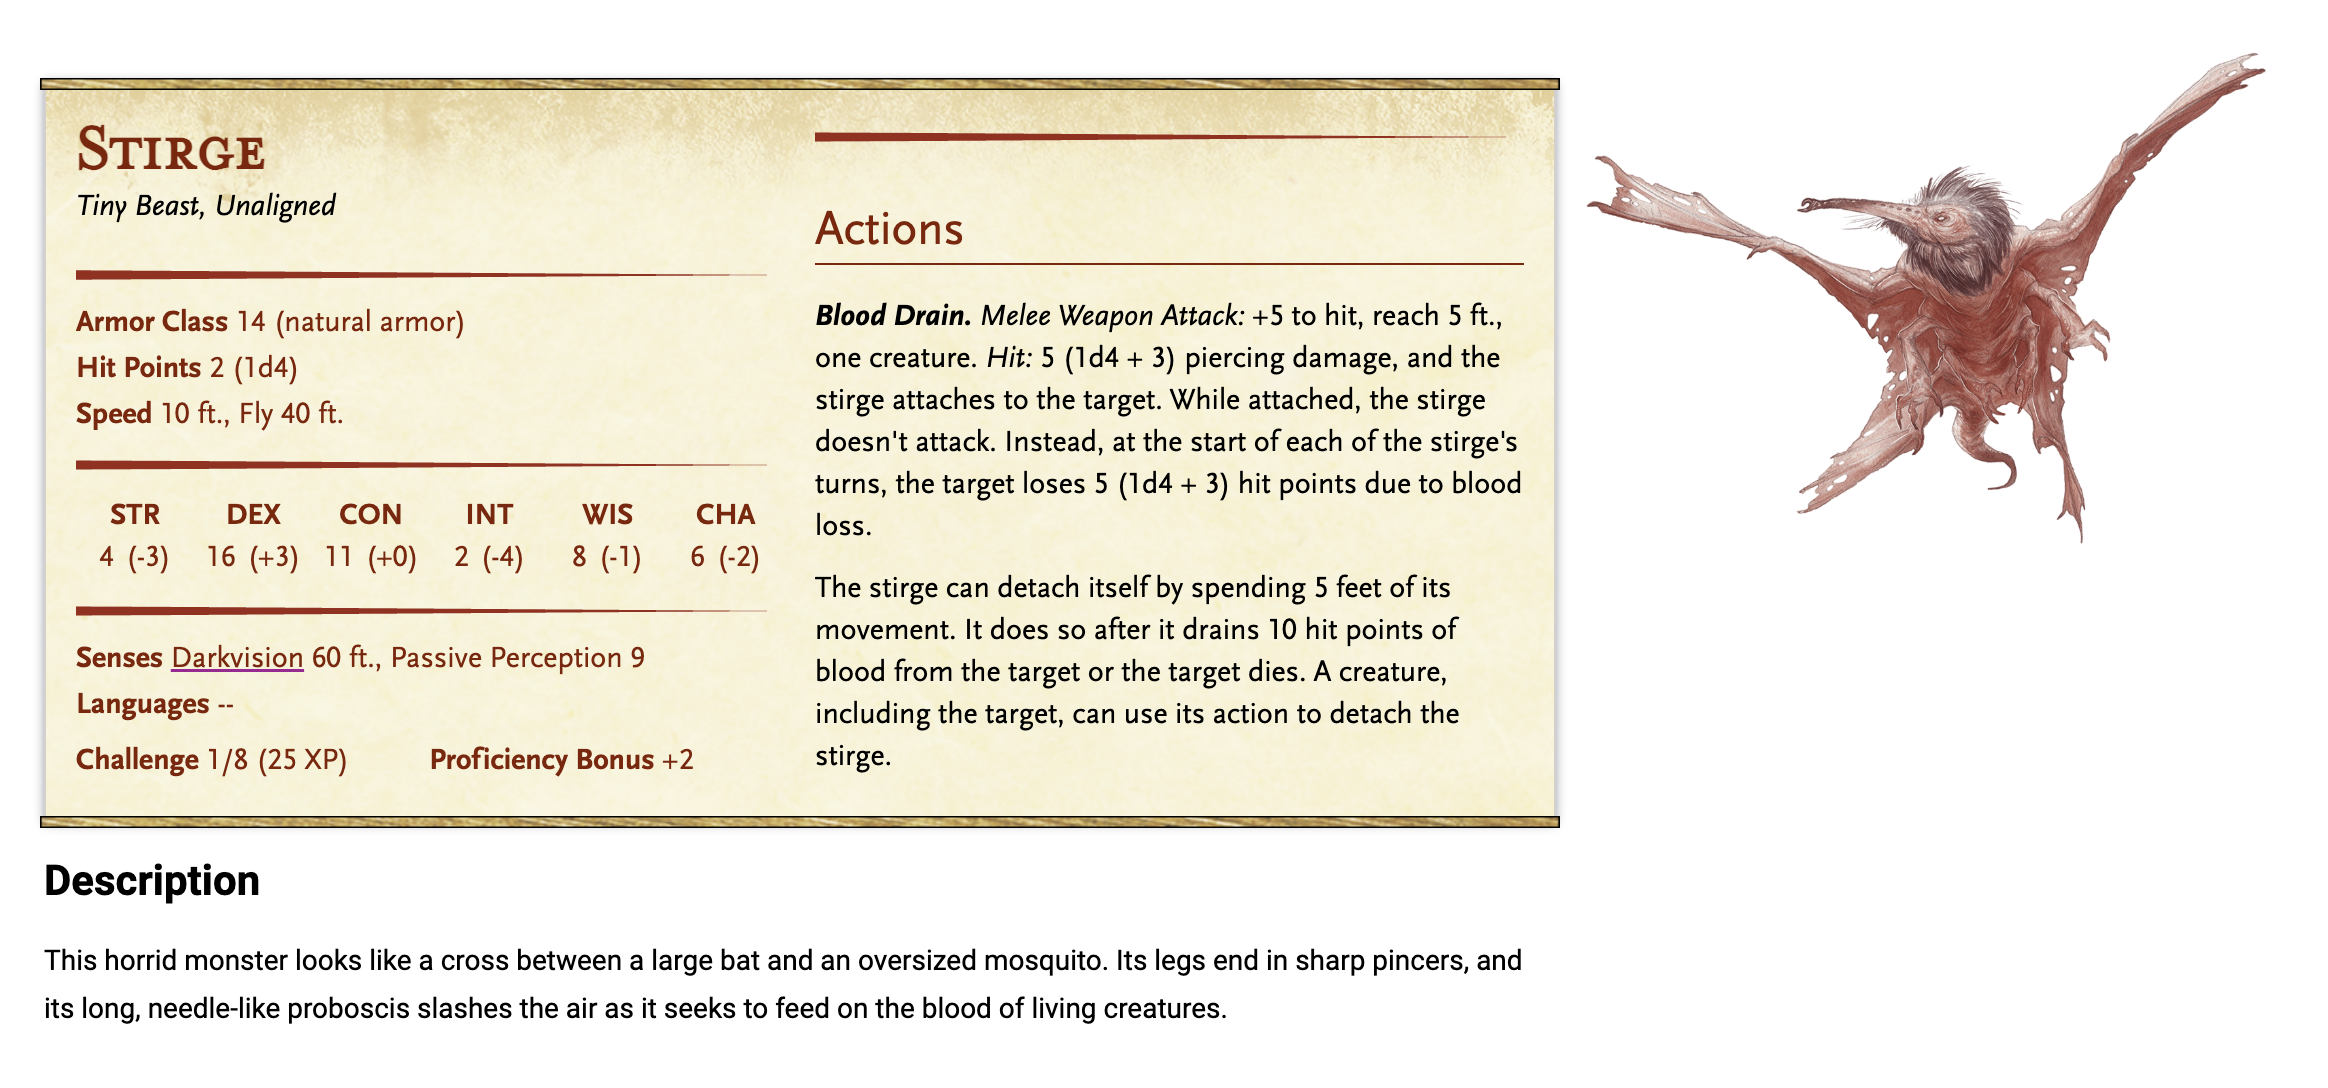 STIRGE
Tiny Beast, Unaligned
Armor Class 14 (natural armor)
Hit Points 2 (1d4)
Speed 10 ft., Fly 40 ft.
STR DEX CON INT WIS CHA
4 (-3) 16 (+3) 11 (+0) 2 (-4) 8 (-1) 6 (-2)
Senses Darkvision 60 ft., Passive Perception 9
Languages --
Challenge 1/8 (25 XP) Proficiency Bonus +2
Actions
Blood Drain. Melee Weapon Attack: +5 to hit, reach 5 ft.,
one creature. Hit: 5 (1d4 + 3) piercing damage, and the
stirge attaches to the target. While attached, the stirge
doesn't attack. Instead, at the start of each of the stirge's
turns, the target loses 5 (1d4 + 3) hit points due to blood
loss.
The stirge can detach itself by spending 5 feet of its
movement. It does so after it drains 10 hit points of
blood from the target or the target dies. A creature,
including the target, can use its action to detach the
stirge.
Description
This horrid monster looks like a cross between a large bat and an oversized mosquito. Its legs end in sharp pincers, and
its long, needle-like proboscis slashes the air as it seeks to feed on the blood of living creatures.